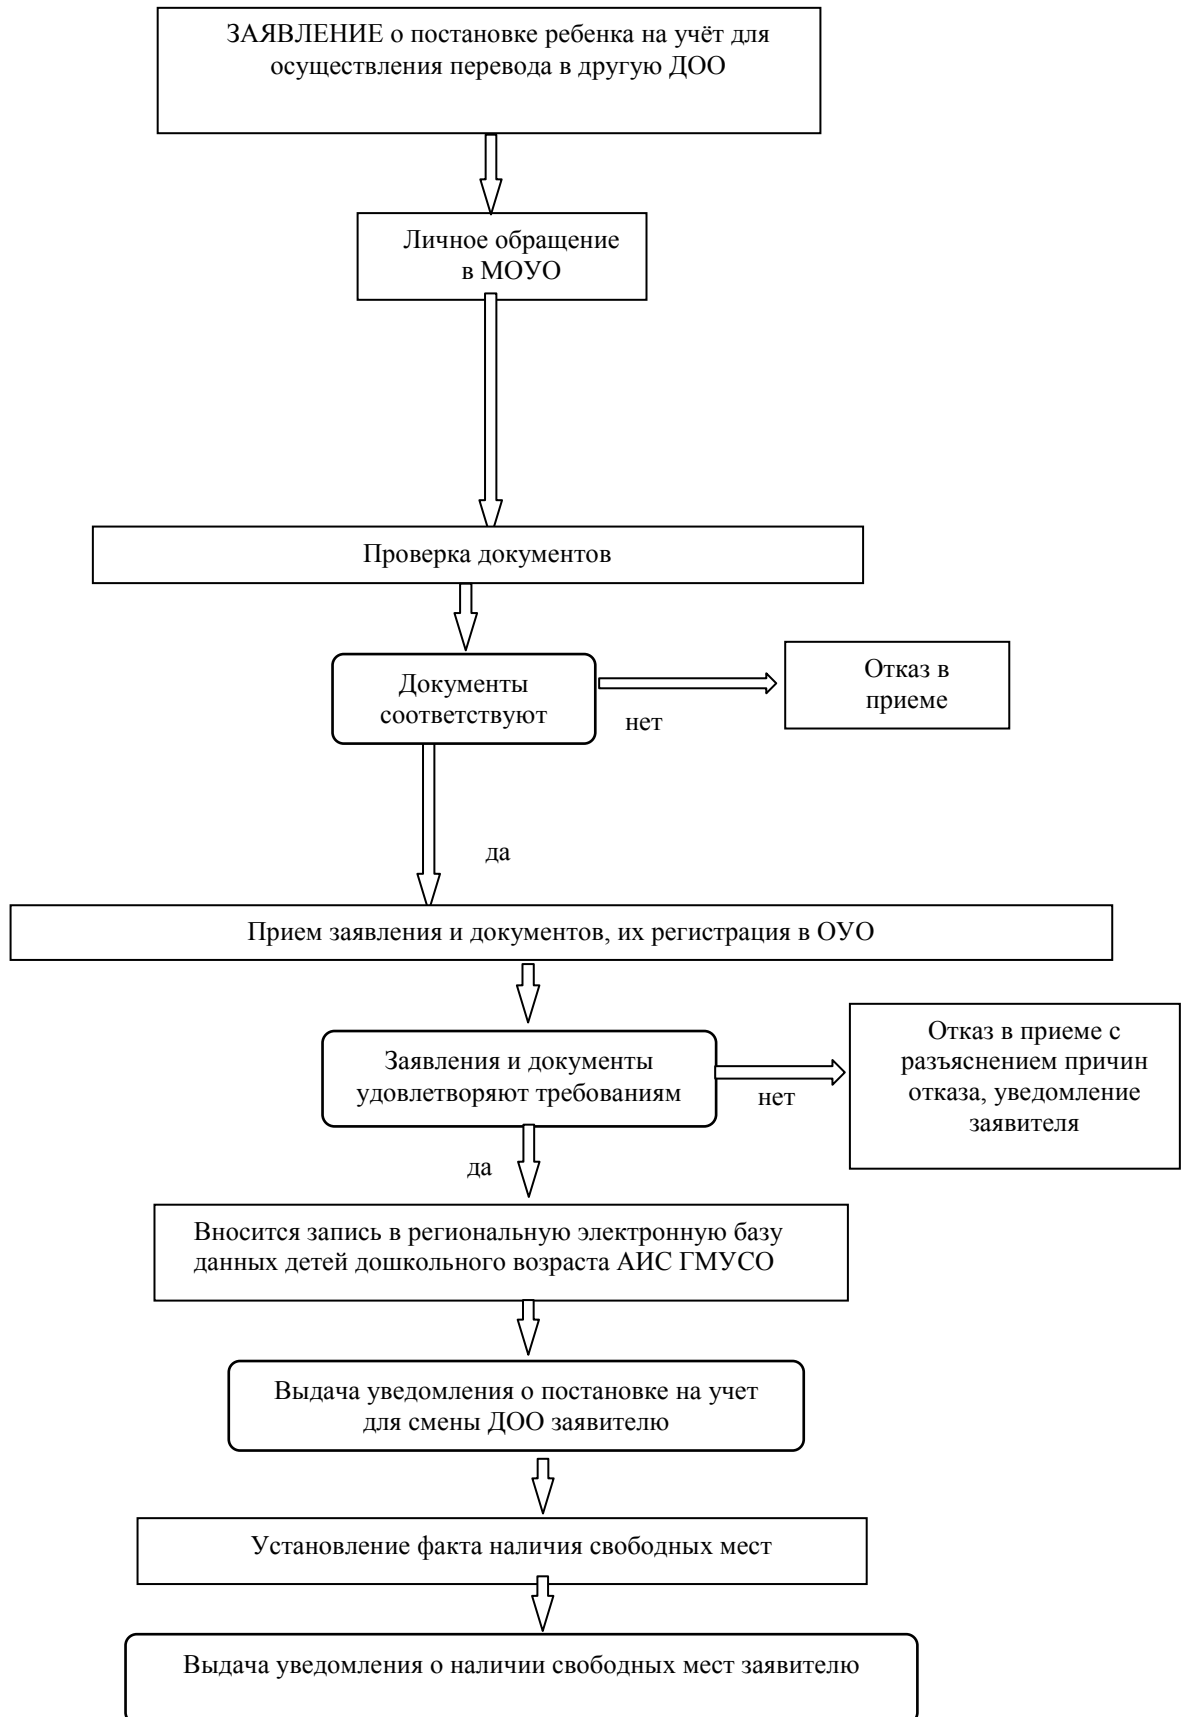 ЗАЯВЛЕНИЕ о постановке ребенка на учёт для
осуществления перевода в другую ДОО
Личное обращение
в МОУО
Проверка документов
Документы
соответствуют
нет
Отказ в
приеме
да
Прием заявления и документов, их регистрация в ОУО
Заявления и документы
удовлетворяют требованиям
нет
Отказ в приеме с
разъяснением причин
отказа, уведомление
заявителя
да
Вносится запись в региональную электронную базу
данных детей дошкольного возраста АИС ГМУСО
Выдача уведомления о постановке на учет
для смены ДОО заявителю
Установление факта наличия свободных мест
Выдача уведомления о наличии свободных мест заявителю